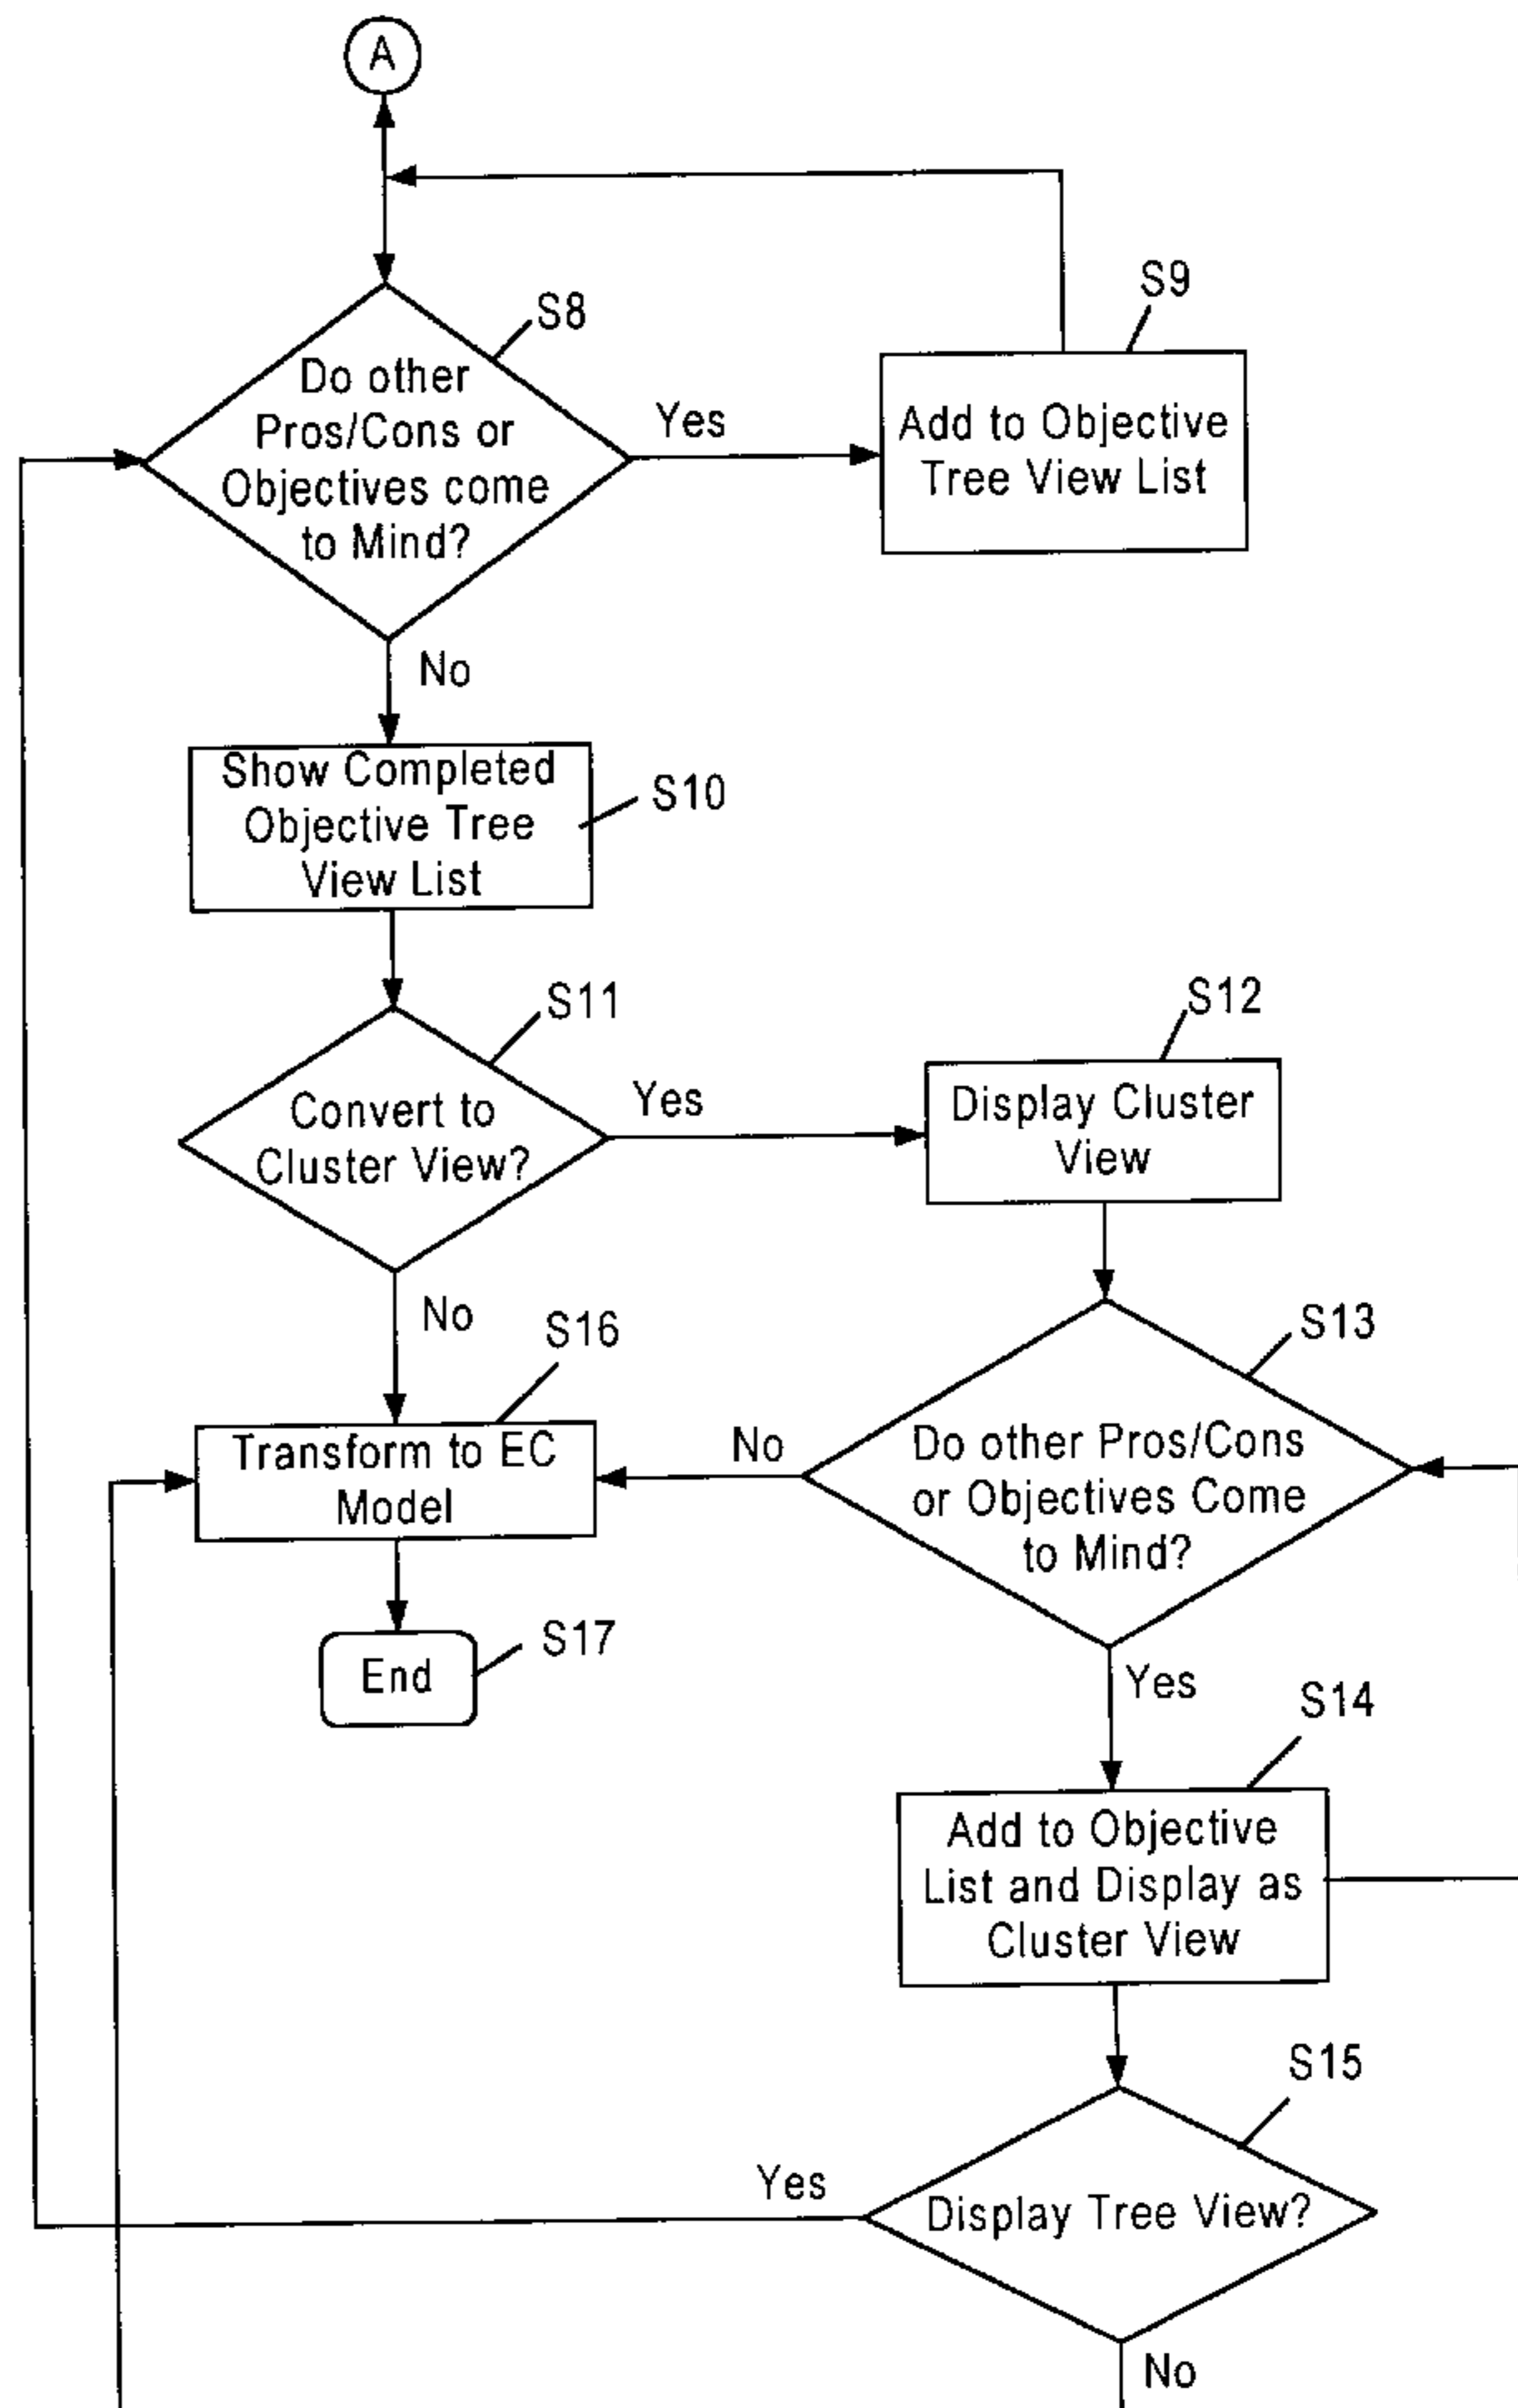 A
S8
Do other
Pros/Cons or
Objectives come
to Mind?
Yes
S9
Add to Objective
Tree View List
No
Show Completed
Objective Tree
View List
S10
S11
Convert to
Cluster View?
Yes
S12
Display Cluster
View
No
S16
Transform to EC
Model
No
S13
Do other Pros/Cons
or Objectives Come
to Mind?
S17
End
Yes
S14
Add to Objective
List and Display as
Cluster View
S15
Yes
Display Tree View?
No